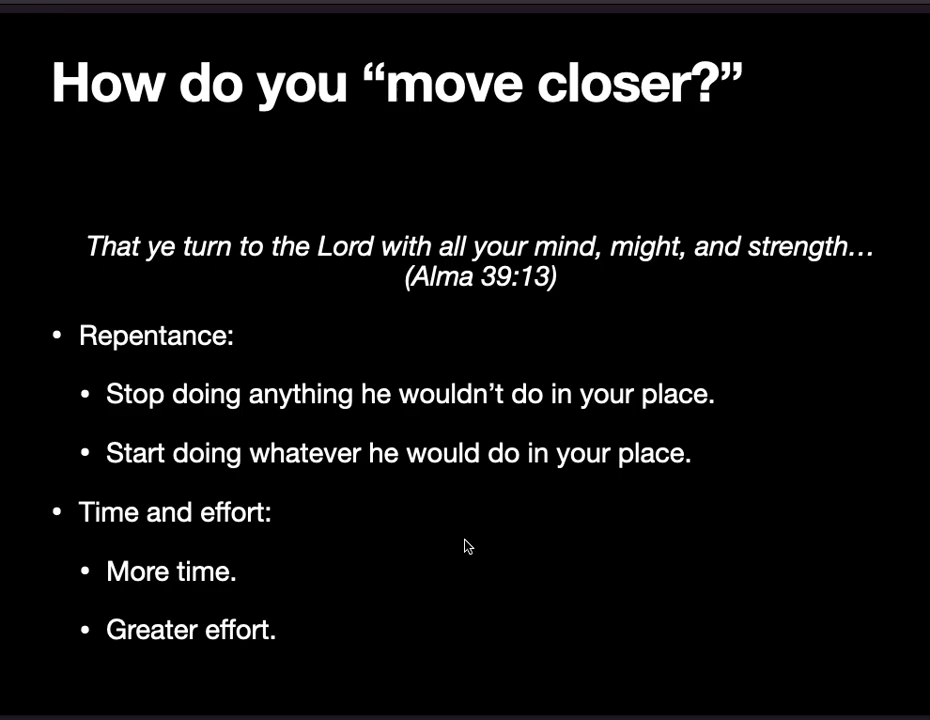 How do you “move closer?”
That ye turn to the Lord with all your mind, might, and strength…
(Alma 39:13)
• Repentance:
• Stop doing anything he wouldn’t do in your place.
• Start doing whatever he would do in your place.
• Time and effort:
• More time.
• Greater effort.